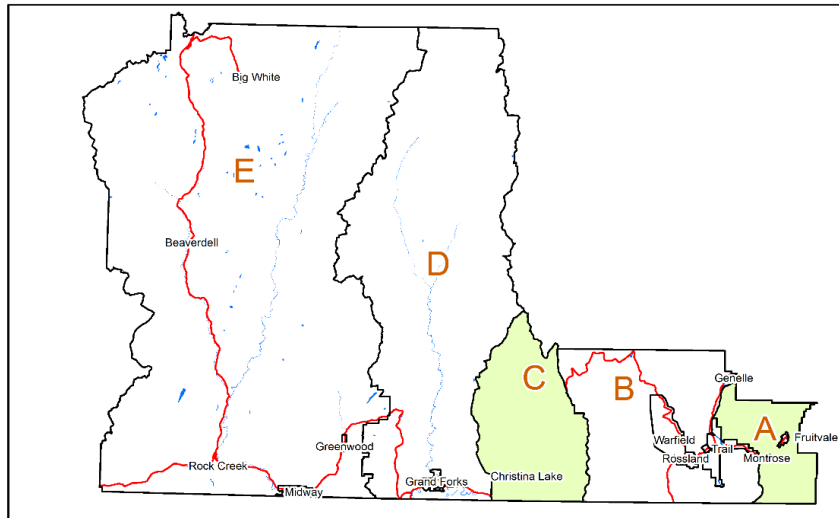 Big White
E
Beaverdell
D
C
B
Genelle
A
Fruitvale
Warfield
Trail
Rossland
Montrose
Greenwood
Rock Creek
Christina Lake
Grand Forks
Midway